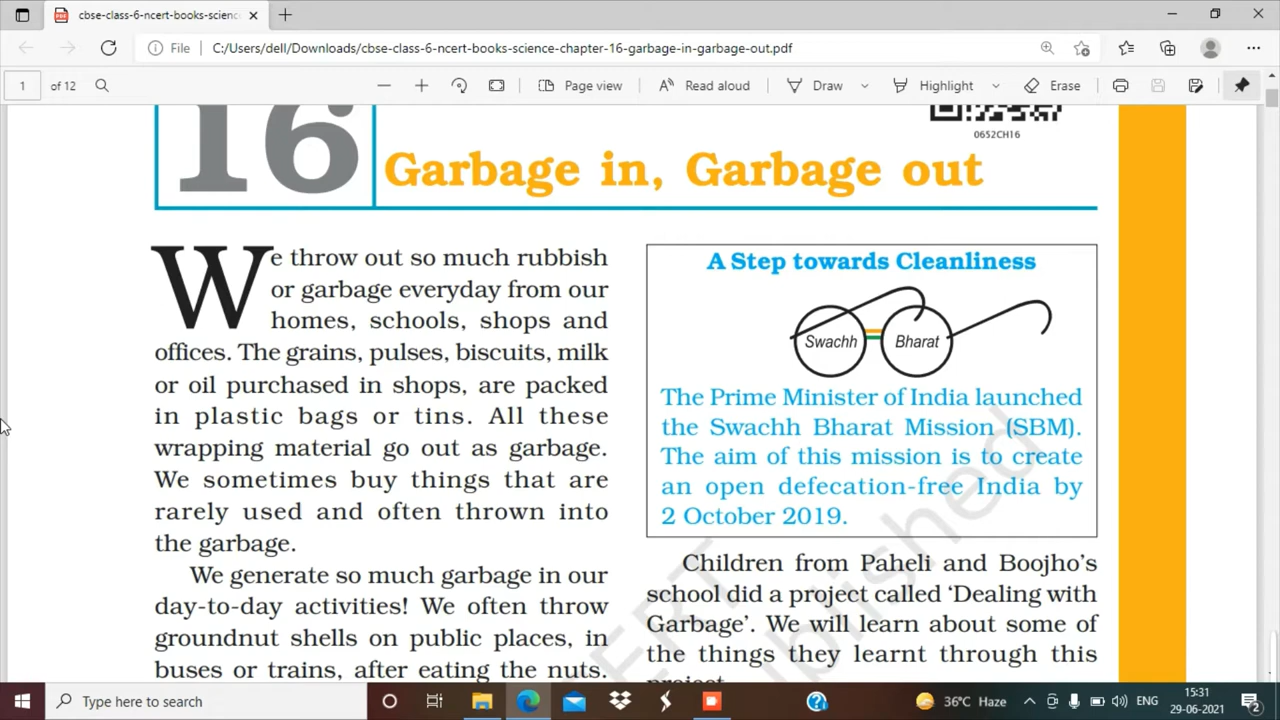 cbse-class-6-ncert-books-science
File
C:/Users/dell/Downloads/cbse-class-6-ncert-books-science-chapter-16-garbage-in-garbage-out.pdf
1 of 12
Page view
Read aloud
Draw
Highlight
Erase
16
0652CH16
Garbage in, Garbage out
We throw out so much rubbish
or garbage everyday from our
homes, schools, shops and
offices. The grains, pulses, biscuits, milk
or oil purchased in shops, are packed
in plastic bags or tins. All these
wrapping material go out as garbage.
We sometimes buy things that are
rarely used and often thrown into
the garbage.
We generate so much garbage in our
day-to-day activities! We often throw
groundnut shells on public places, in
buses or trains, after eating the nuts.
A Step towards Cleanliness
Swachh Bharat
The Prime Minister of India launched
the Swachh Bharat Mission (SBM).
The aim of this mission is to create
an open defecation-free India by
2 October 2019.
Children from Paheli and Boojho's
school did a project called 'Dealing with
Garbage'. We will learn about some of
the things they learnt through this
project
Type here to search
36°C Haze
ENG
15:31
29-06-2021
2